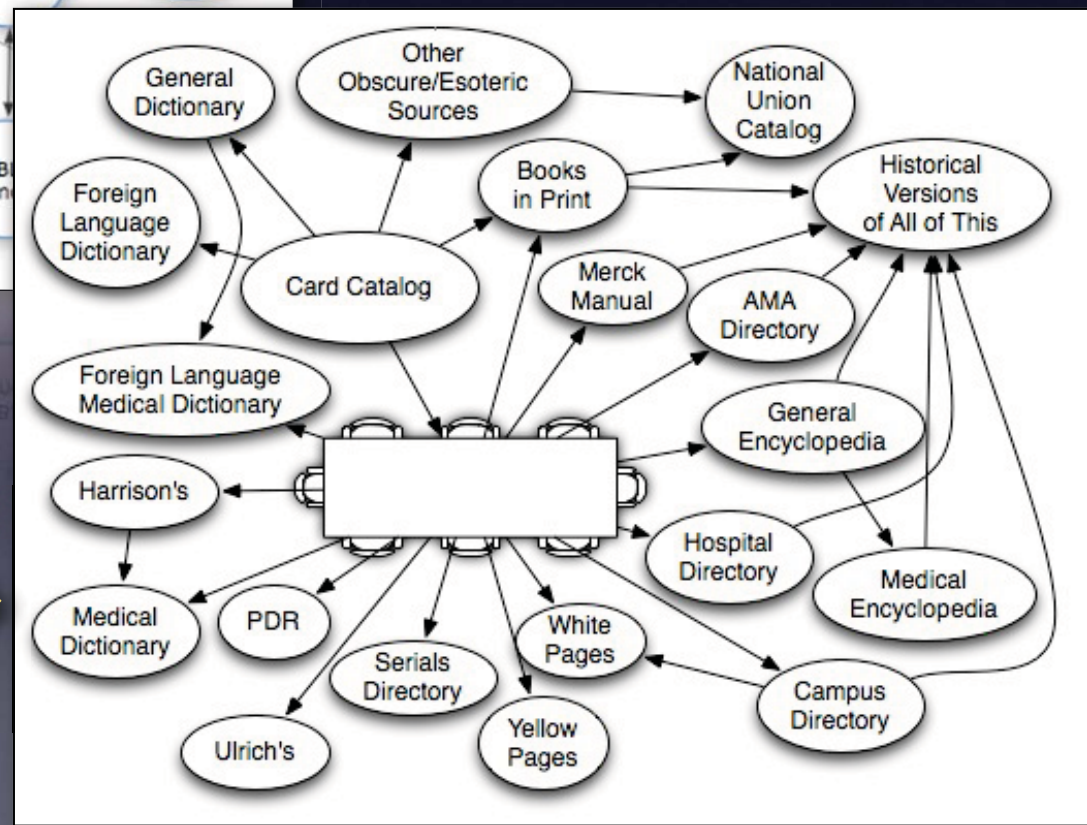 General
Dictionary
Other
Obscure/Esoteric
Sources
National
Union
Catalog
Foreign
Language
Dictionary
Books
in Print
Historical
Versions
of All of This
Card Catalog
Merck
Manual
AMA
Directory
Foreign Language
Medical Dictionary
General
Encyclopedia
Harrison's
Hospital
Directory
Medical
Encyclopedia
Medical
Dictionary
PDR
White
Pages
Serials
Directory
Campus
Directory
Ulrich's
Yellow
Pages